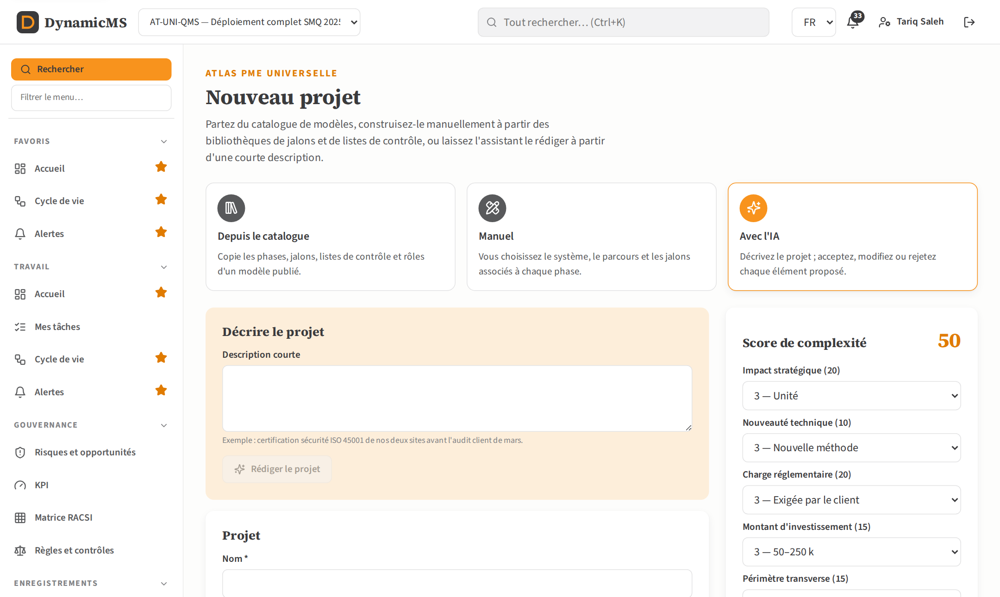 DynamicMS
AT-UNI-QMS — Déploiement complet SMQ 2025
Tout rechercher… (Ctrl+K)
FR
33
Tariq Saleh
Rechercher
Filtrer le menu…
FAVORIS
Accueil
Cycle de vie
Alertes
TRAVAIL
Accueil
Mes tâches
Cycle de vie
Alertes
GOUVERNANCE
Risques et opportunités
KPI
Matrice RACSI
Règles et contrôles
ENREGISTREMENTS
ATLAS PME UNIVERSELLE
Nouveau projet
Partez du catalogue de modèles, construisez-le manuellement à partir des
bibliothèques de jalons et de listes de contrôle, ou laissez l'assistant le rédiger à partir
d'une courte description.
Depuis le catalogue
Copie les phases, jalons, listes de contrôle et rôles
d'un modèle publié.
Manuel
Vous choisissez le système, le parcours et les jalons
associés à chaque phase.
Avec l'IA
Décrivez le projet ; acceptez, modifiez ou rejetez
chaque élément proposé.
Décrire le projet
Description courte
Exemple : certification sécurité ISO 45001 de nos deux sites avant l'audit client de mars.
Rédiger le projet
Projet
Nom *
Score de complexité
50
Impact stratégique (20)
3 — Unité
Nouveauté technique (10)
3 — Nouvelle méthode
Charge réglementaire (20)
3 — Exigée par le client
Montant d'investissement (15)
3 — 50–250 k
Périmètre transverse (15)